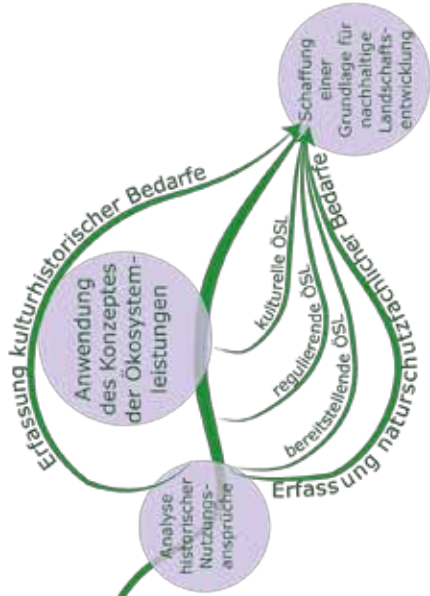 Erfassung kulturhistorischer Bedarfe
Analyse
historischer
Nutzungs-
ansprüche
Anwendung
des Konzeptes
der Ökosystem-
leistungen
kulturelle ÖSL
regulierende ÖSL
bereitstellende ÖSL
Erfassung naturschutzfachlicher Bedarfe
Schaffung
einer
Grundlage für
nachhaltige
Landschafts-
entwicklung